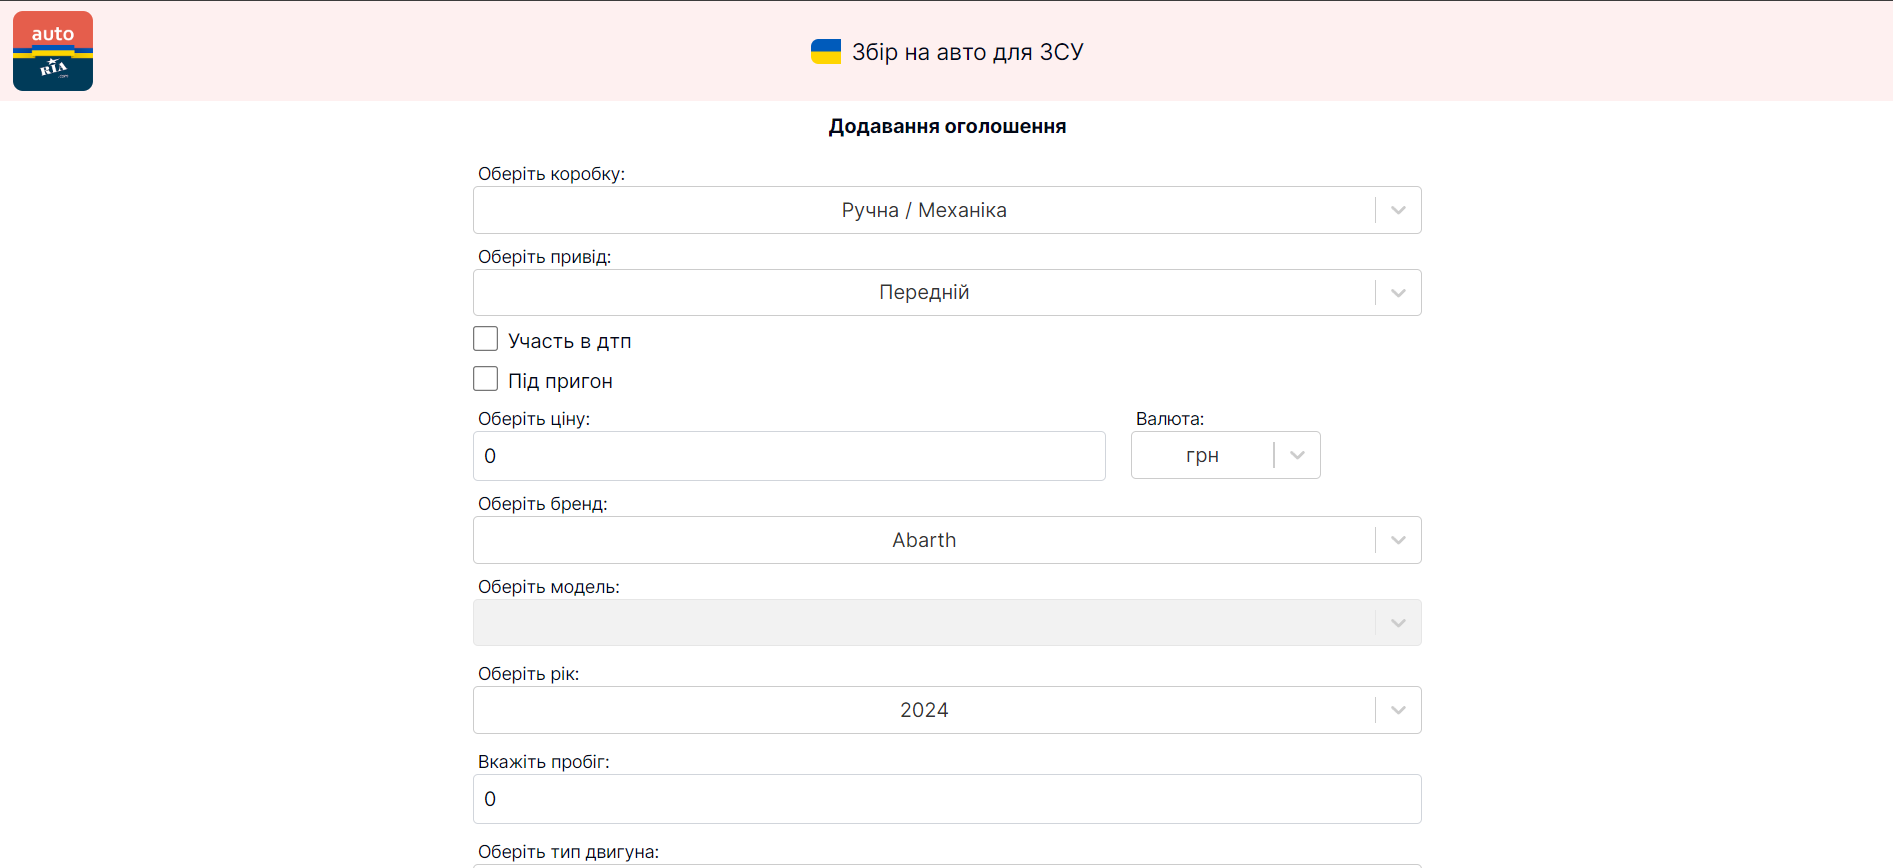 auto
RIA
.com
Збір на авто для ЗСУ
Додавання оголошення
Оберіть коробку:
Ручна / Механіка
Оберіть привід:
Передній
Участь в дтп
Під пригон
Оберіть ціну:
Валюта:
0
грн
Оберіть бренд:
Abarth
Оберіть модель:
Оберіть рік:
2024
Вкажіть пробіг:
0
Оберіть тип двигуна: